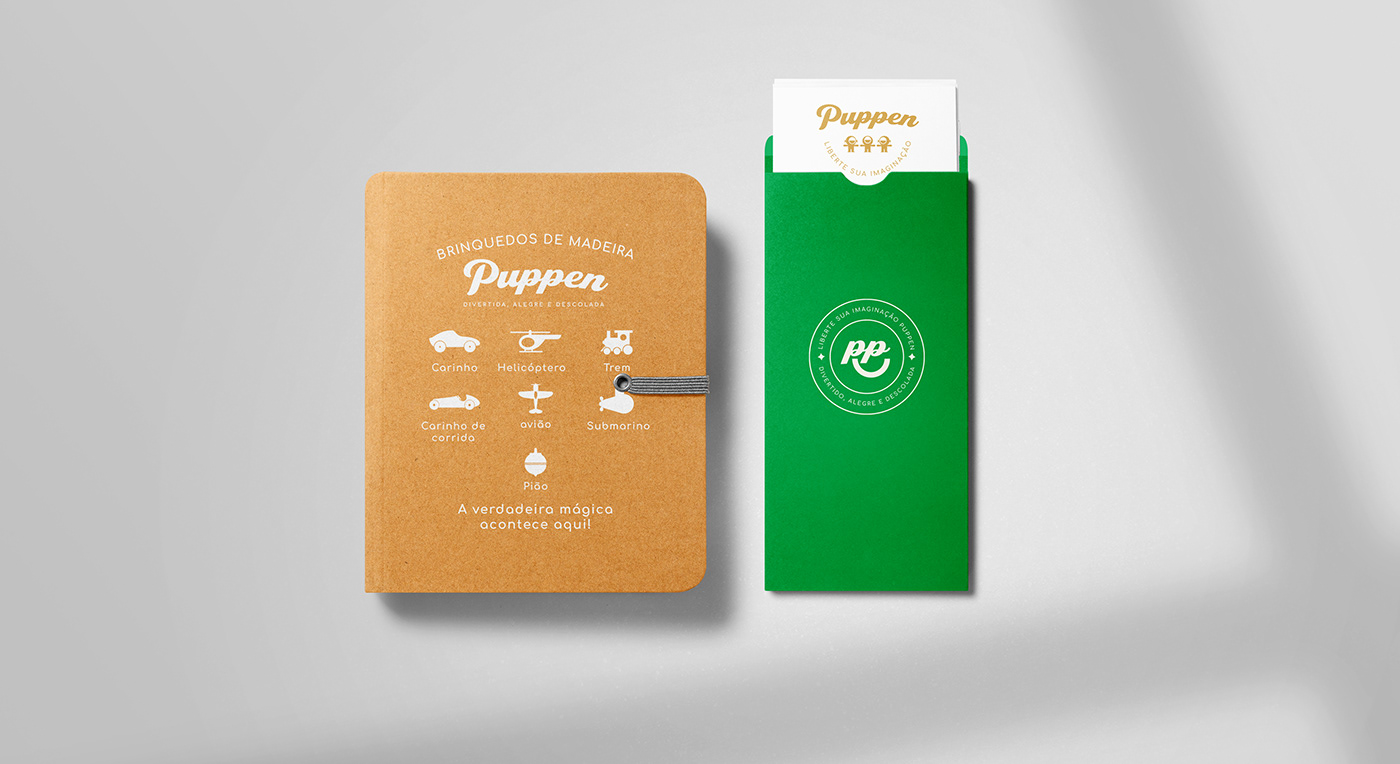 BRINQUEDOS DE MADEIRA
Puppen
DIVERTIDA, ALEGRE E DESCOLADA
Carinho
Helicóptero
Trem
Carinho de
corrida
avião
Submarino
Pião
A verdadeira mágica
acontece aqui!
Puppen
LIBERTE SUA IMAGINAÇÃO
LIBERTE SUA IMAGINAÇÃO PUPPEN
pp
DIVERTIDO, ALEGRE E DESCOLADA